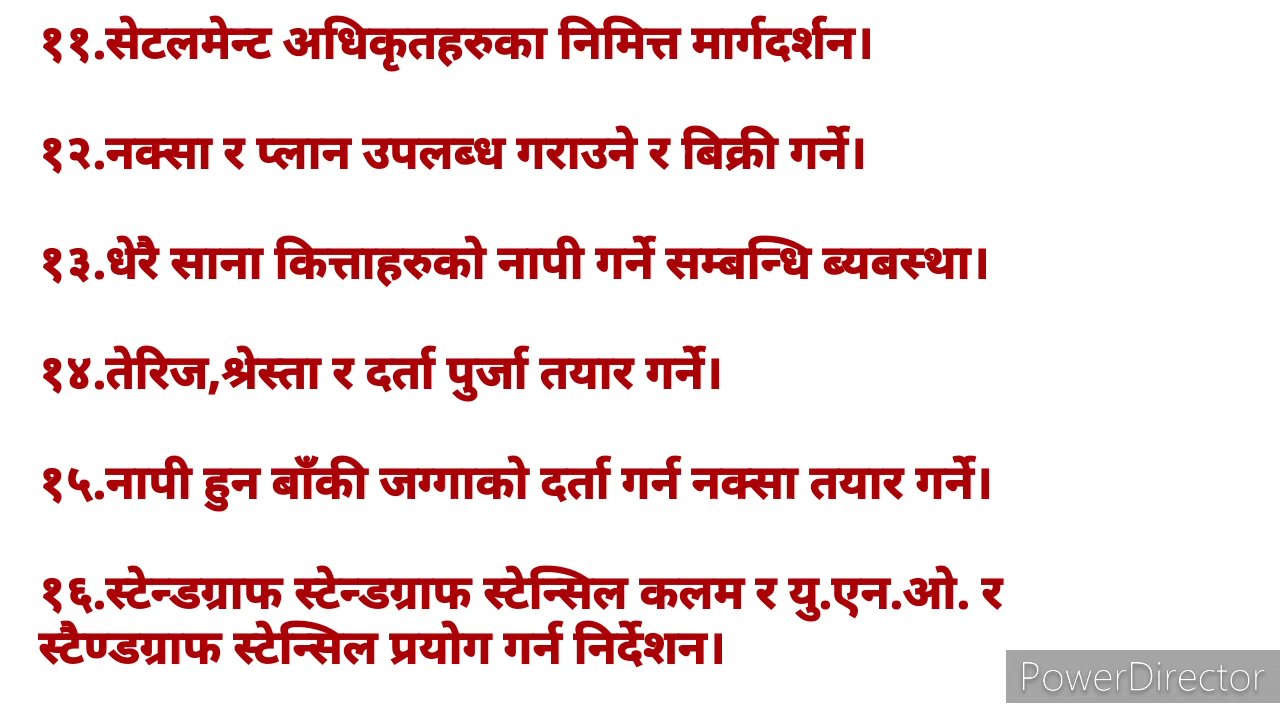 ११.सेटलमेन्ट अधिकृतहरुका निमित्त मार्गदर्शन।
१२.नक्सा र प्लान उपलब्ध गराउने र बिक्री गर्ने।
१३.धेरै साना कित्ताहरुको नापी गर्ने सम्बन्धि ब्यबस्था।
१४.तेरिज,श्रेस्ता र दर्ता पुर्जा तयार गर्ने।
१५.नापी हुन बाँकी जग्गाको दर्ता गर्न नक्सा तयार गर्ने।
१६.स्टेन्डग्राफ स्टेन्डग्राफ स्टेन्सिल कलम र यु.एन.ओ. र
स्टैण्डग्राफ स्टेन्सिल प्रयोग गर्न निर्देशन।
PowerDirector